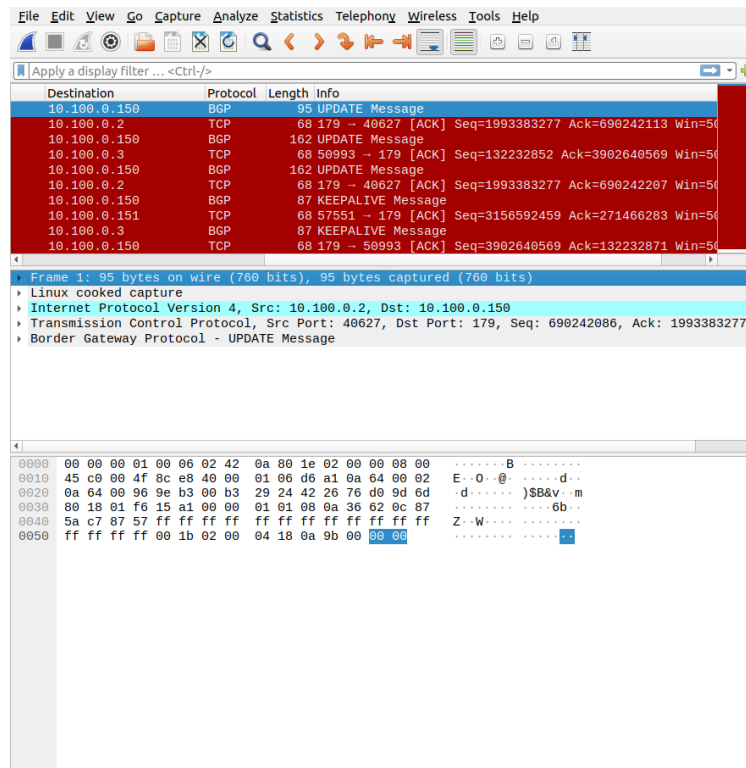 File Edit View Go Capture Analyze Statistics Telephony Wireless Tools Help
Apply a display filter … <Ctrl-/>
Destination Protocol Length Info
10.100.0.150 BGP 95 UPDATE Message
10.100.0.2 TCP 68 179 → 40627 [ACK] Seq=1993383277 Ack=690242113 Win=50
10.100.0.150 BGP 162 UPDATE Message
10.100.0.3 TCP 68 50993 → 179 [ACK] Seq=132232852 Ack=3902640569 Win=50
10.100.0.150 BGP 162 UPDATE Message
10.100.0.2 TCP 68 179 → 40627 [ACK] Seq=1993383277 Ack=690242207 Win=50
10.100.0.150 BGP 87 KEEPALIVE Message
10.100.0.151 TCP 68 57551 → 179 [ACK] Seq=3156592459 Ack=271466283 Win=50
10.100.0.3 BGP 87 KEEPALIVE Message
10.100.0.150 TCP 68 179 → 50993 [ACK] Seq=3902640569 Ack=132232871 Win=50
Frame 1: 95 bytes on wire (760 bits), 95 bytes captured (760 bits)
Linux cooked capture
Internet Protocol Version 4, Src: 10.100.0.2, Dst: 10.100.0.150
Transmission Control Protocol, Src Port: 40627, Dst Port: 179, Seq: 690242086, Ack: 1993383277
Border Gateway Protocol - UPDATE Message
0000 00 00 00 01 00 06 02 42 0a 80 1e 02 00 00 08 00 ·······B ········
0010 45 c0 00 4f 8c e8 40 00 01 06 d6 a1 0a 64 00 02 E··O··@· ·····d··
0020 0a 64 00 96 9e b3 00 b3 29 24 42 26 76 d0 9d 6d ·d······ )$B&v··m
0030 80 18 01 f6 15 a1 00 00 01 01 08 0a 36 62 0c 87 ········ ····6b··
0040 5a c7 87 57 ff ff ff ff ff ff ff ff ff ff ff ff Z··W···· ········
0050 ff ff ff ff 00 1b 02 00 04 18 0a 9b 00 00 00 ········ ·······